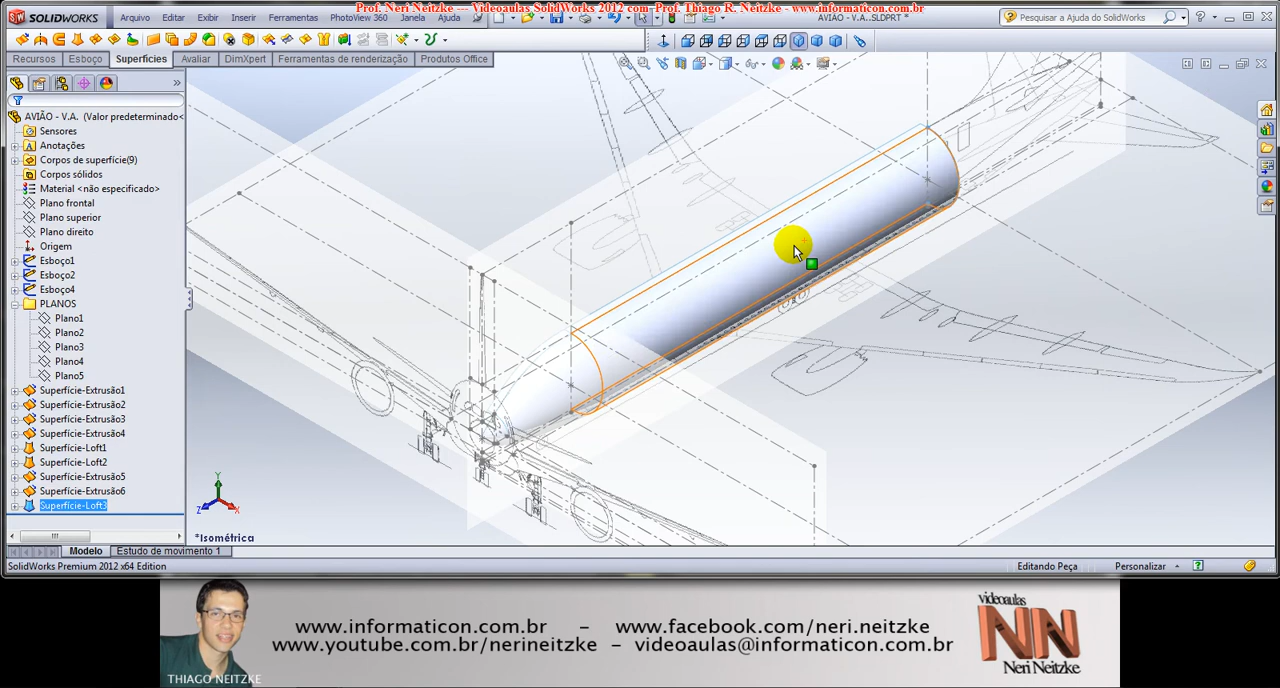 Prof. Neri Neitzke --- Videoaulas SolidWorks 2012 com Prof. Thiago R. Neitzke - www.informaticon.com.br
SOLIDWORKS
Arquivo Editar Exibir Inserir Ferramentas PhotoView 360 Janela Ajuda
AVIÃO - V.A..SLDPRT *
Pesquisar a Ajuda do SolidWorks
Recursos Esboço Superfícies Avaliar DimXpert Ferramentas de renderização Produtos Office
AVIÃO - V.A. (Valor predeterminado<
Sensores
Anotações
Corpos de superfície(9)
Corpos sólidos
Material <não especificado>
Plano frontal
Plano superior
Plano direito
Origem
Esboço1
Esboço2
Esboço4
PLANOS
Plano1
Plano2
Plano3
Plano4
Plano5
Superfície-Extrusão1
Superfície-Extrusão2
Superfície-Extrusão3
Superfície-Extrusão4
Superfície-Loft1
Superfície-Loft2
Superfície-Extrusão5
Superfície-Extrusão6
Superfície-Loft3
Y
Z
X
*Isométrica
Modelo Estudo de movimento 1
SolidWorks Premium 2012 x64 Edition
Editando Peça
Personalizar
www.informaticon.com.br - www.facebook.com/neri.neitzke
www.youtube.com.br/nerineitzke - videoaulas@informaticon.com.br
THIAGO NEITZKE
videoaulas
NN
Neri Neitzke